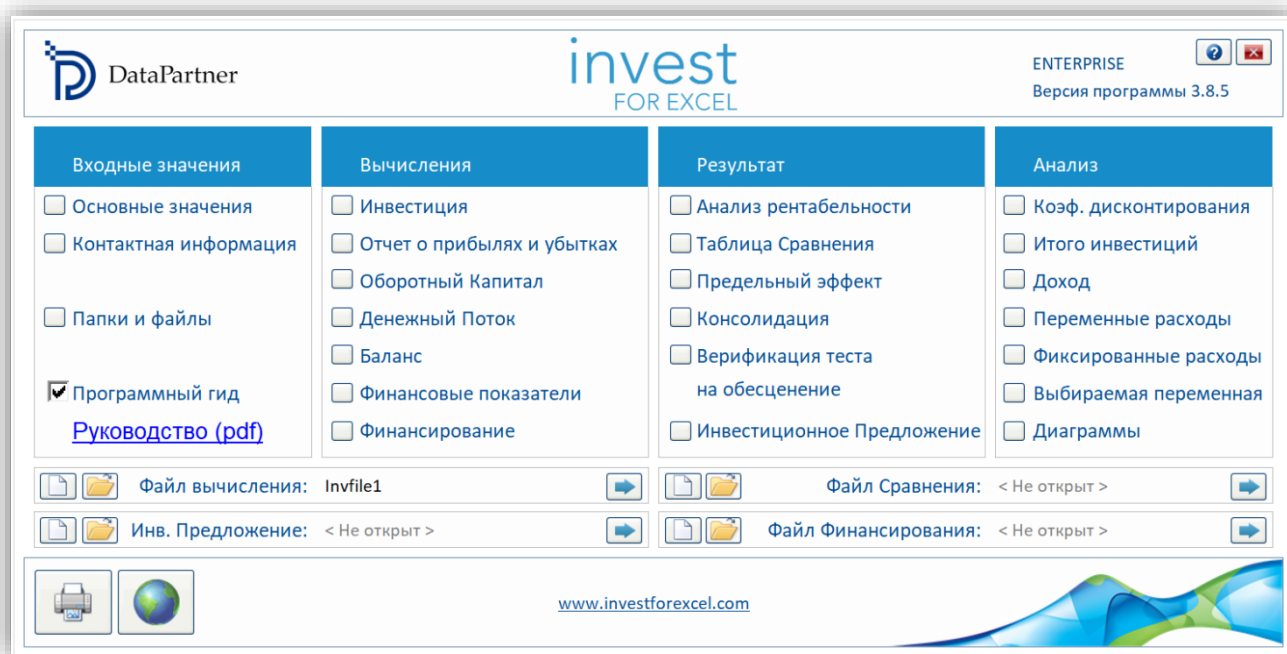 DataPartner
invest
FOR EXCEL
ENTERPRISE
Версия программы 3.8.5
Входные значения
Основные значения
Контактная информация
Папки и файлы
Программный гид
Руководство (pdf)
Вычисления
Инвестиция
Отчет о прибылях и убытках
Оборотный Капитал
Денежный Поток
Баланс
Финансовые показатели
Финансирование
Результат
Анализ рентабельности
Таблица Сравнения
Предельный эффект
Консолидация
Верификация теста
на обесценение
Инвестиционное Предложение
Анализ
Коэф. дисконтирования
Итого инвестиций
Доход
Переменные расходы
Фиксированные расходы
Выбираемая переменная
Диаграммы
Файл вычисления: Invfile1
Файл Сравнения: < Не открыт >
Инв. Предложение: < Не открыт >
Файл Финансирования: < Не открыт >
www.investforexcel.com